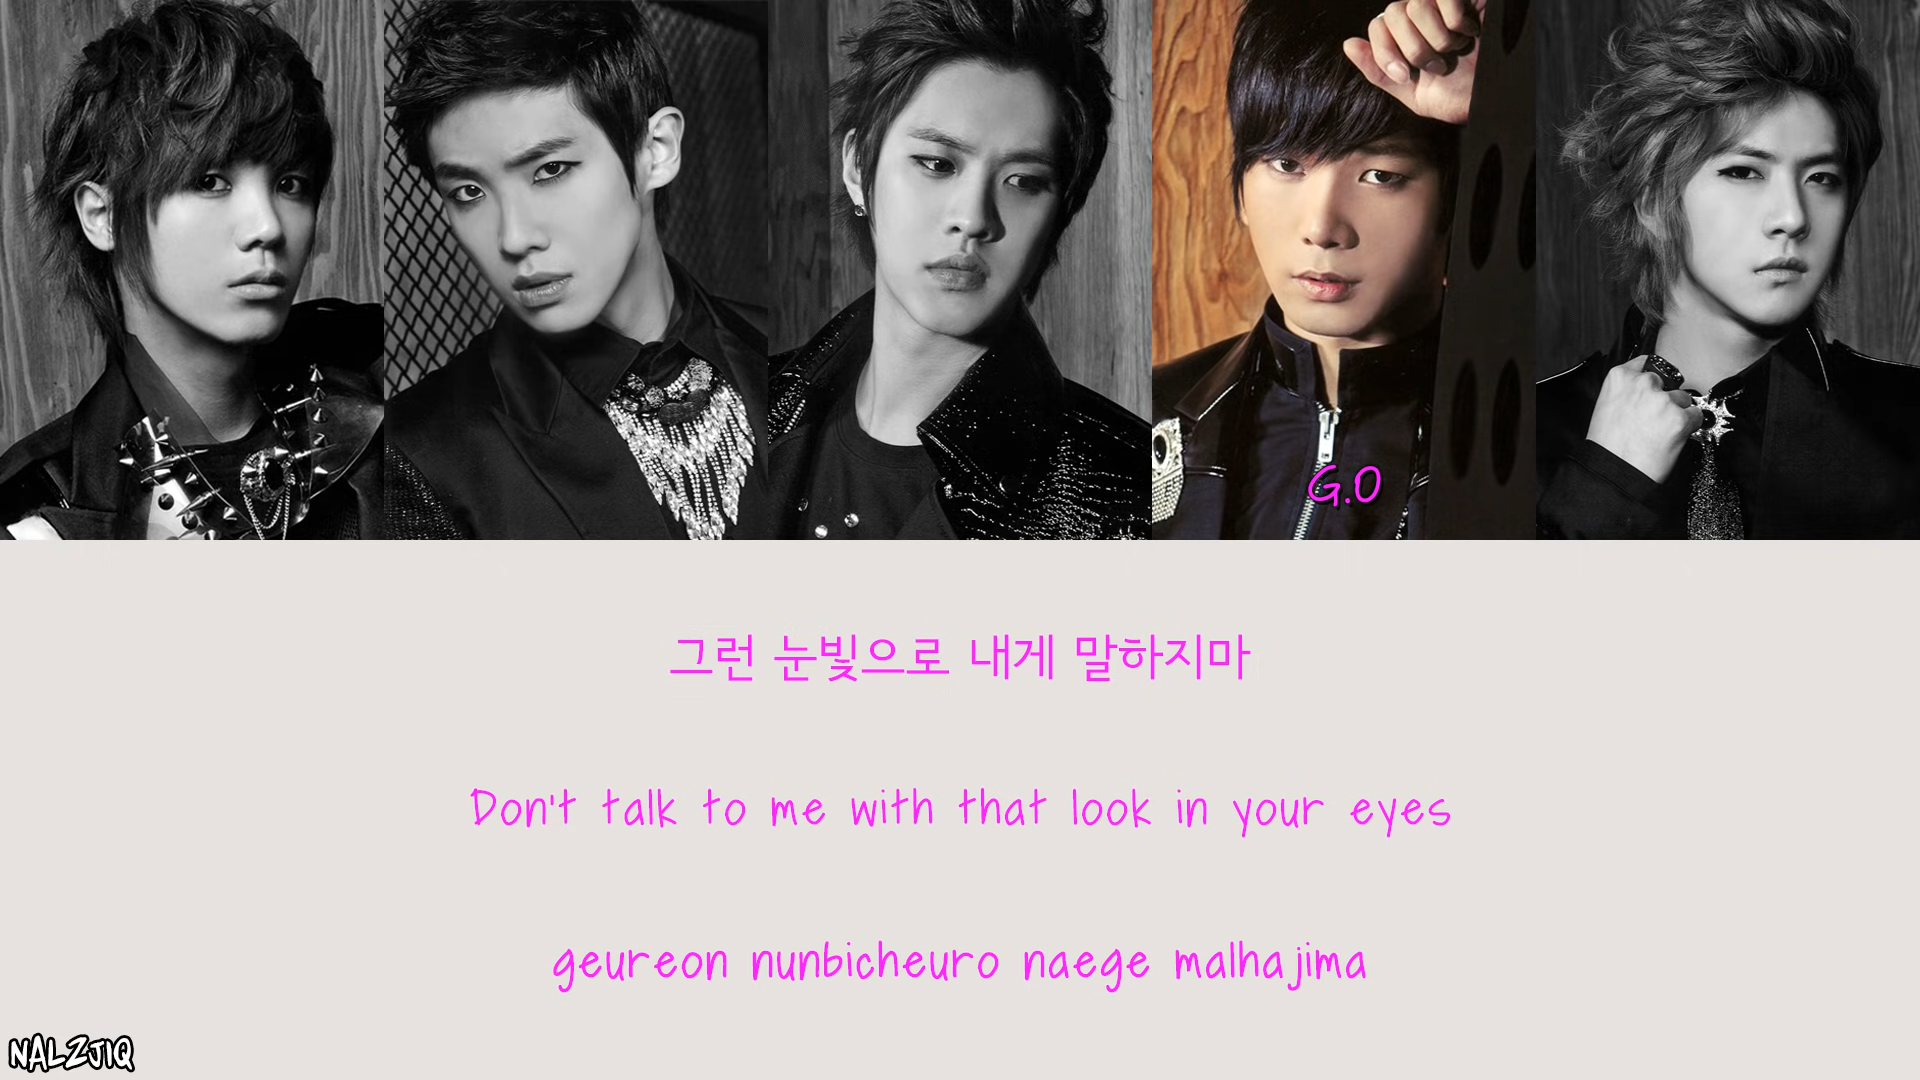 G.O
그런 눈빛으로 내게 말하지마
Don't talk to me with that look in your eyes
geureon nunbicheuro naege malhajima
NALZJIQ